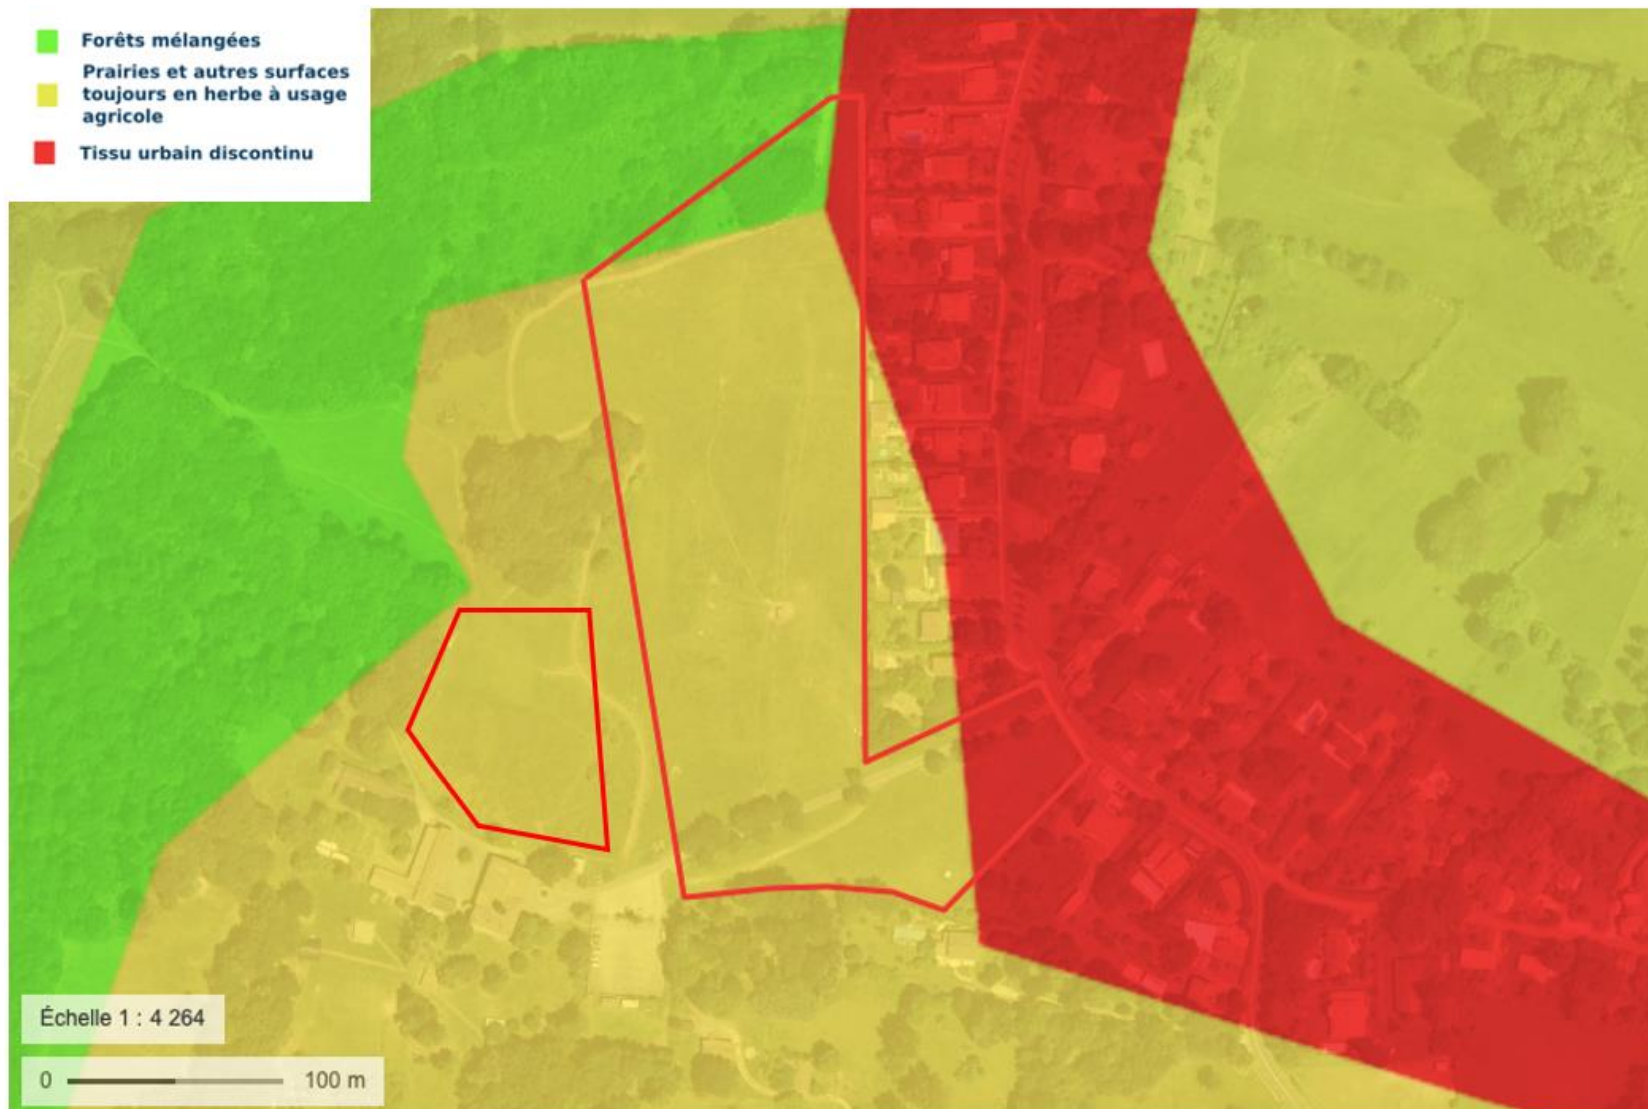 Forêts mélangées
Prairies et autres surfaces
toujours en herbe à usage
agricole
Tissu urbain discontinu
Échelle 1 : 4 264
0 100 m